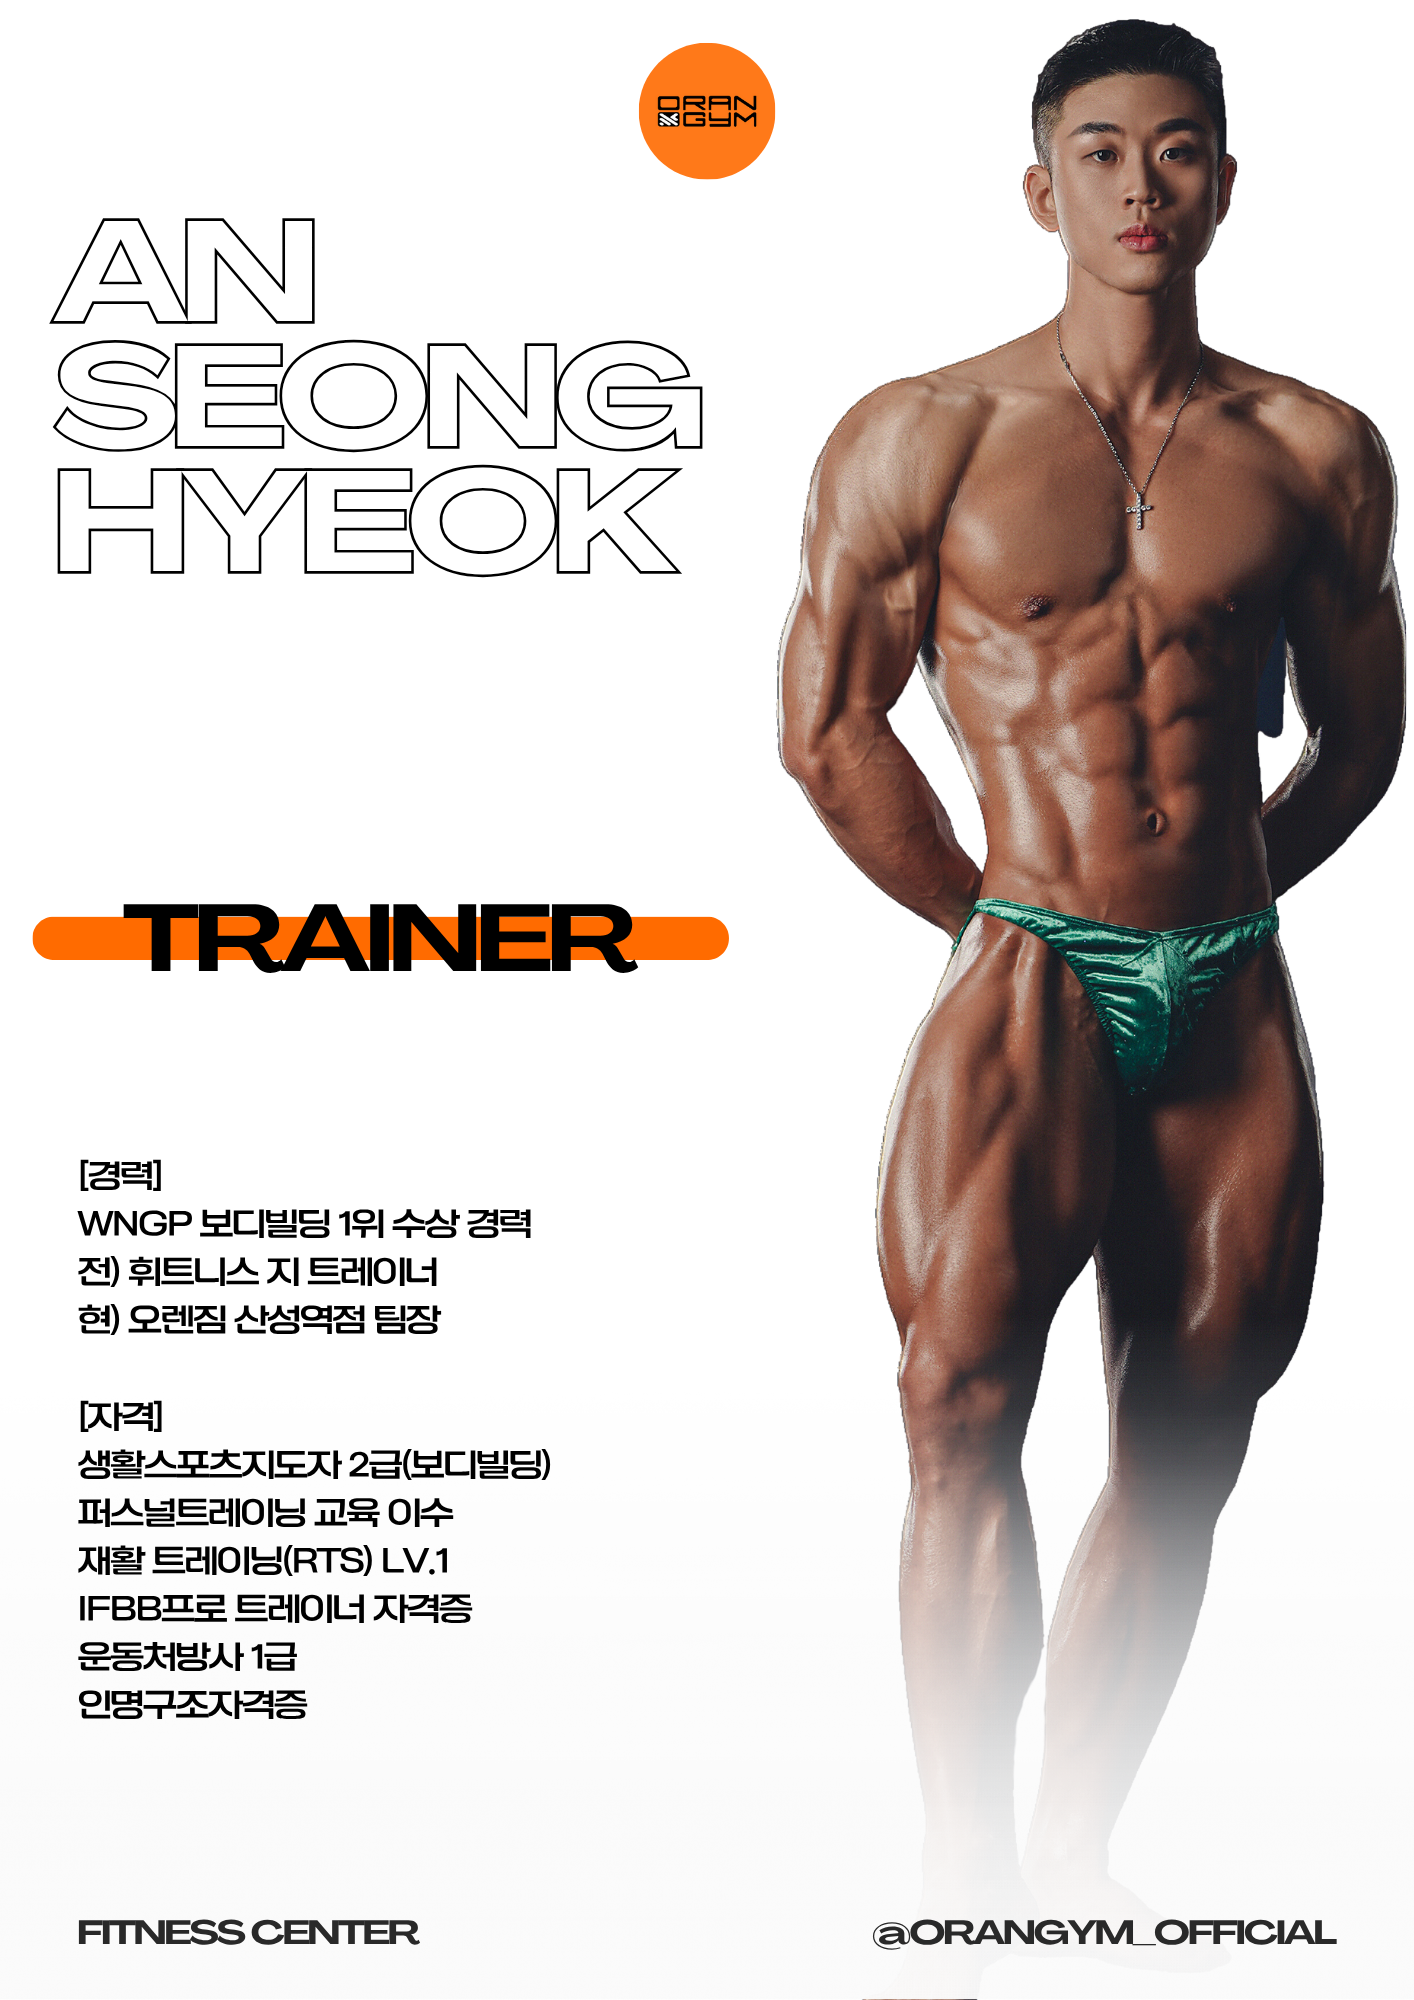 ORAN
GYM
AN
SEONG
HYEOK
TRAINER
[경력]
WNGP 보디빌딩 1위 수상 경력
전) 휘트니스 지 트레이너
현) 오렌짐 산성역점 팀장
[자격]
생활스포츠지도자 2급(보디빌딩)
퍼스널트레이닝 교육 이수
재활 트레이닝(RTS) LV.1
IFBB프로 트레이너 자격증
운동처방사 1급
인명구조자격증
FITNESS CENTER
@ORANGYM_OFFICIAL